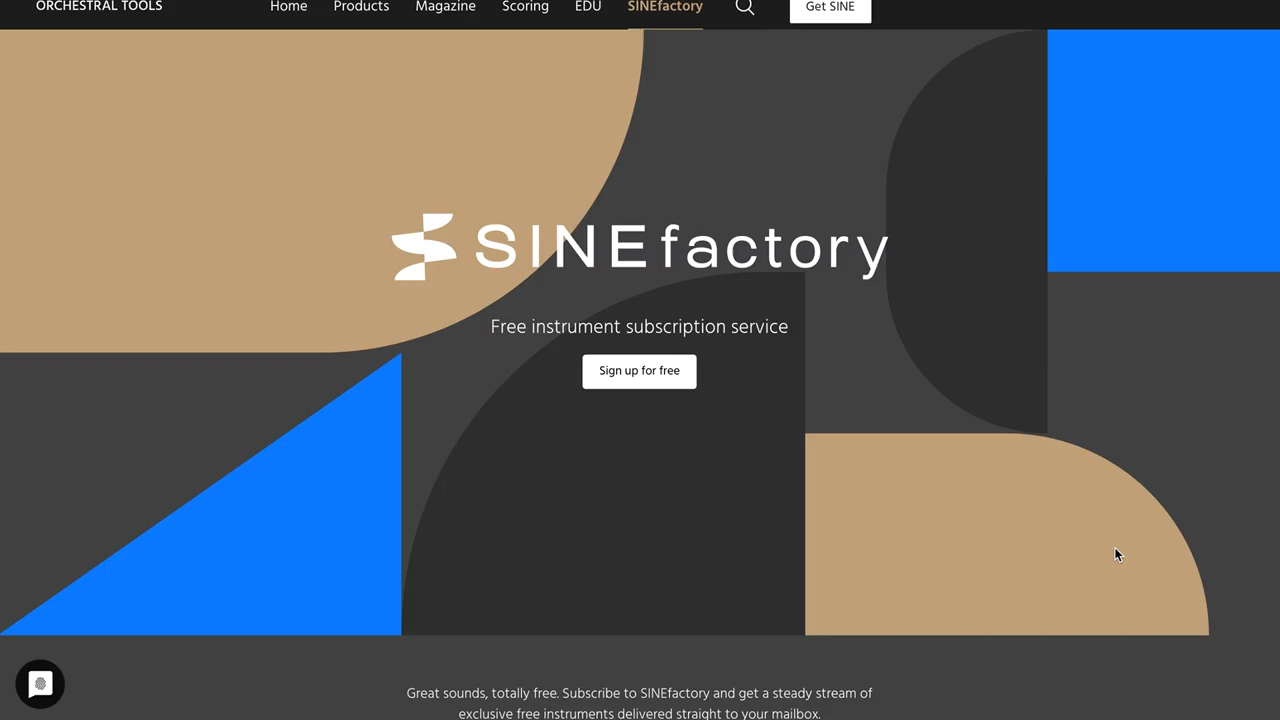 ORCHESTRAL TOOLS Home Products Magazine Scoring EDU SINEfactory Get SINE
SINEfactory
Free instrument subscription service
Sign up for free
Great sounds, totally free. Subscribe to SINEfactory and get a steady stream of
exclusive free instruments delivered straight to your mailbox.